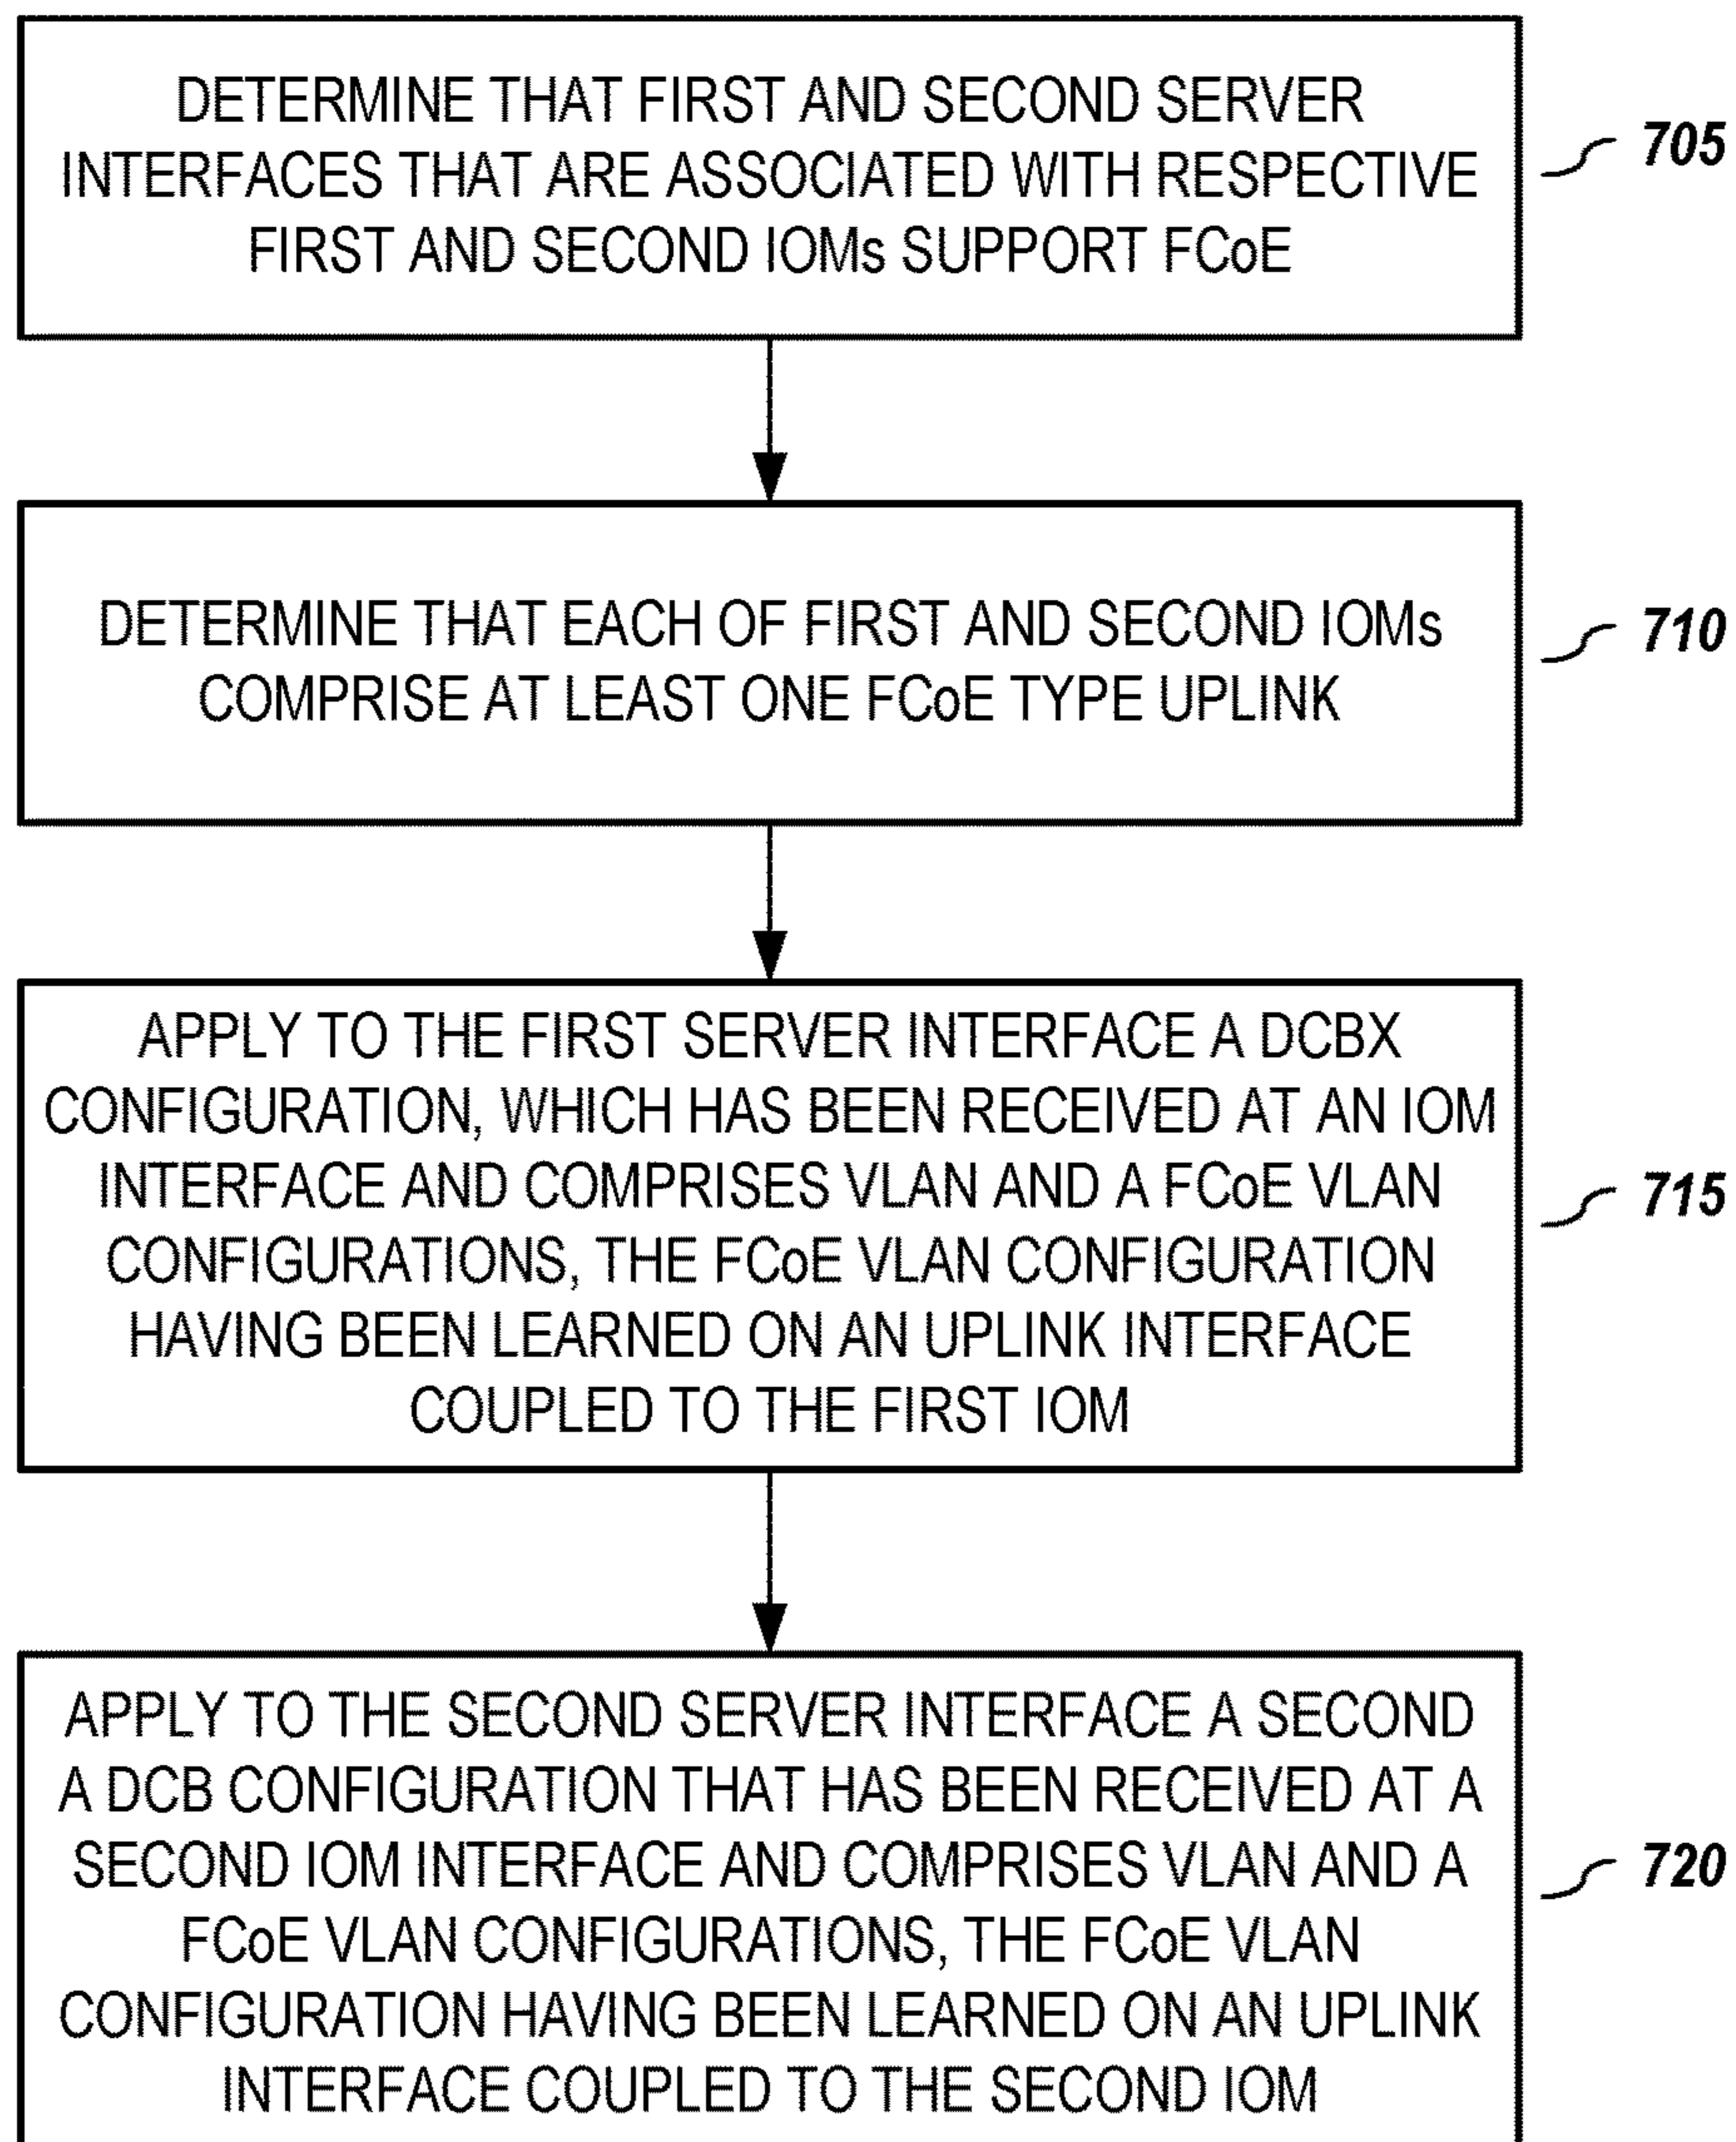 DETERMINE THAT FIRST AND SECOND SERVER
INTERFACES THAT ARE ASSOCIATED WITH RESPECTIVE
FIRST AND SECOND IOMs SUPPORT FCoE
705
DETERMINE THAT EACH OF FIRST AND SECOND IOMs
COMPRISE AT LEAST ONE FCoE TYPE UPLINK
710
APPLY TO THE FIRST SERVER INTERFACE A DCBX
CONFIGURATION, WHICH HAS BEEN RECEIVED AT AN IOM
INTERFACE AND COMPRISES VLAN AND A FCoE VLAN
CONFIGURATIONS, THE FCoE VLAN CONFIGURATION
HAVING BEEN LEARNED ON AN UPLINK INTERFACE
COUPLED TO THE FIRST IOM
715
APPLY TO THE SECOND SERVER INTERFACE A SECOND
A DCB CONFIGURATION THAT HAS BEEN RECEIVED AT A
SECOND IOM INTERFACE AND COMPRISES VLAN AND A
FCoE VLAN CONFIGURATIONS, THE FCoE VLAN
CONFIGURATION HAVING BEEN LEARNED ON AN UPLINK
INTERFACE COUPLED TO THE SECOND IOM
720